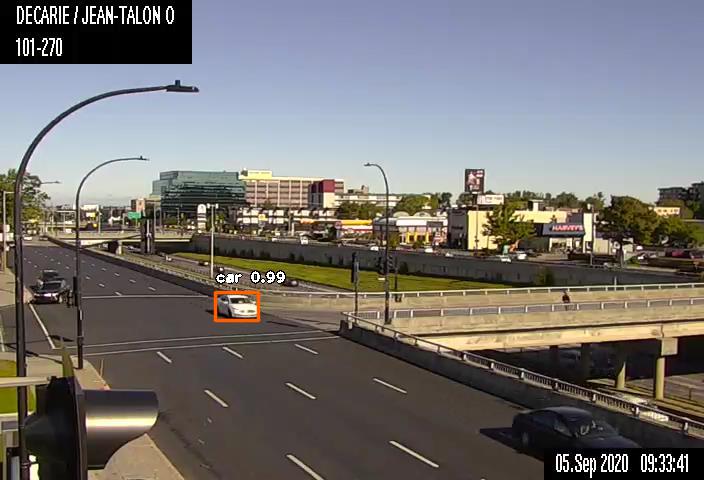 DECARIE / JEAN-TALON O
101-270
car 0.99
HARVEY'S
05.Sep 2020 09:33:41